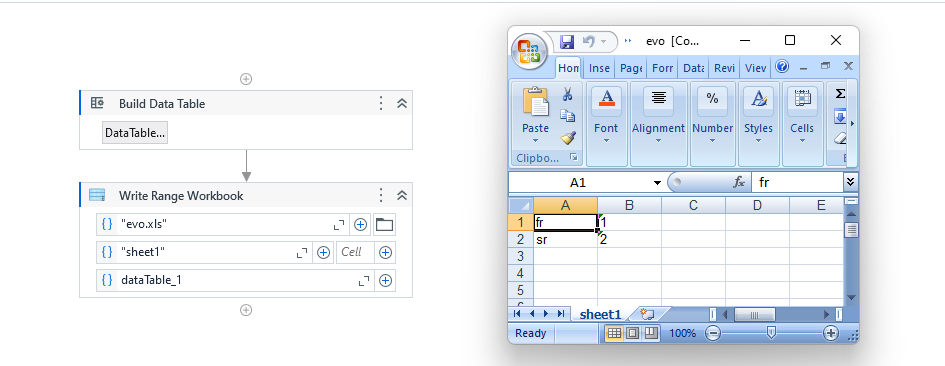 Build Data Table
DataTable...
Write Range Workbook
"evo.xls"
"sheet1"
Cell
dataTable_1
evo [Co...
Hon Inse Page Forr Data Revi Viev
Paste Font Alignment Number Styles Cells
Clipbo...
A1 fx fr
A B C D E
1 fr 1
2 sr 2
3
4
5
sheet1
Ready 100%